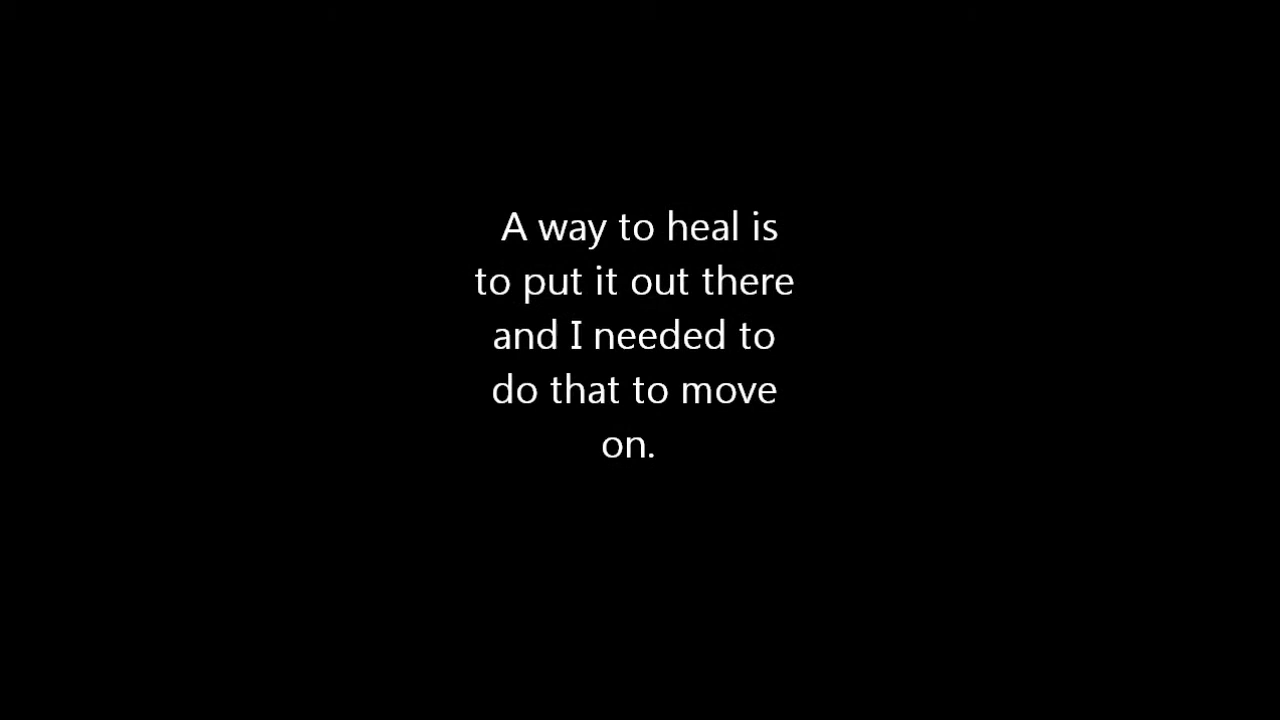 A way to heal is
to put it out there
and I needed to
do that to move
on.